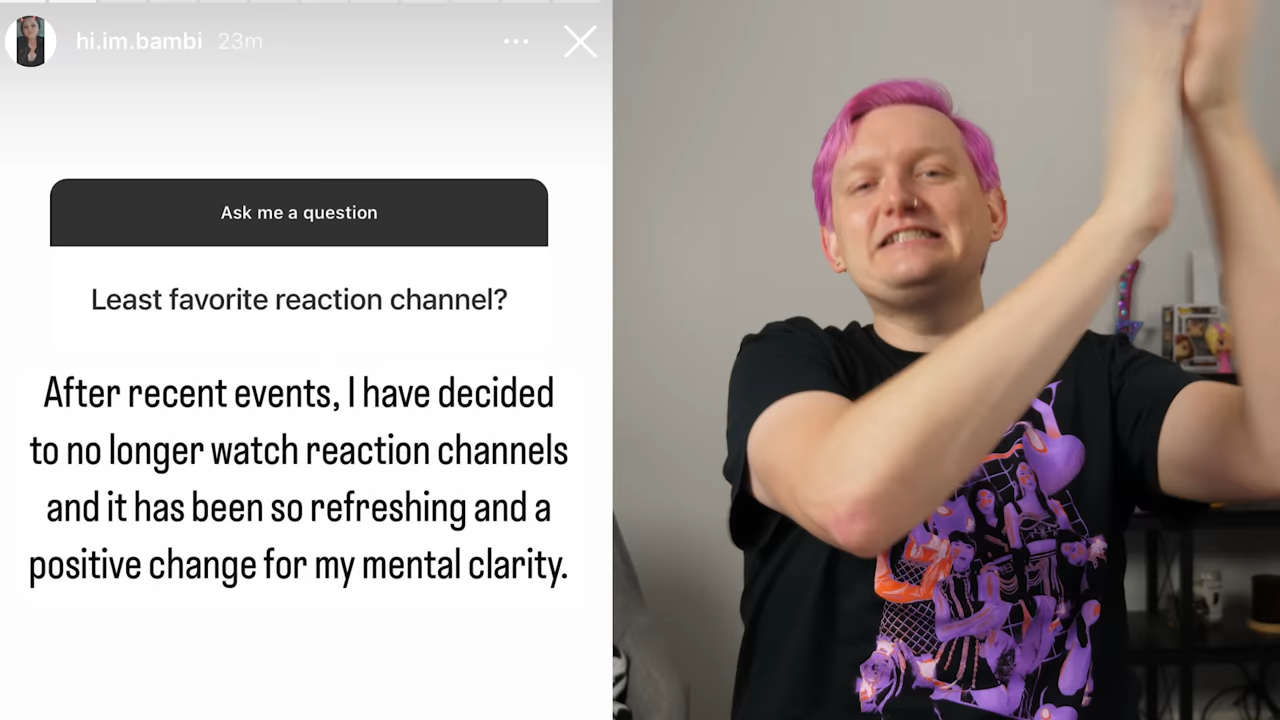 hi.im.bambi 23m
Ask me a question
Least favorite reaction channel?
After recent events, I have decided
to no longer watch reaction channels
and it has been so refreshing and a
positive change for my mental clarity.